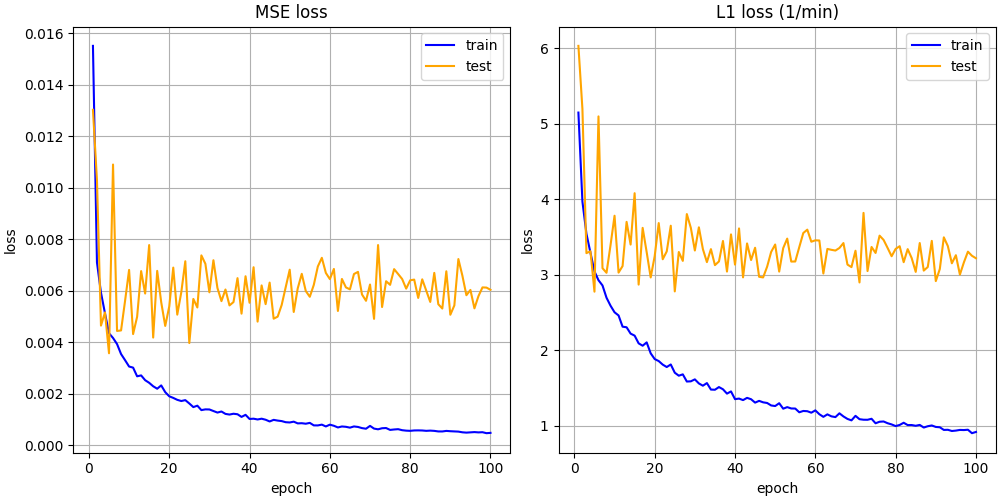 MSE loss
train
test
0.016
0.014
0.012
0.010
0.008
0.006
0.004
0.002
0.000
loss
0 20 40 60 80 100
epoch
L1 loss (1/min)
train
test
6
5
4
3
2
1
loss
0 20 40 60 80 100
epoch